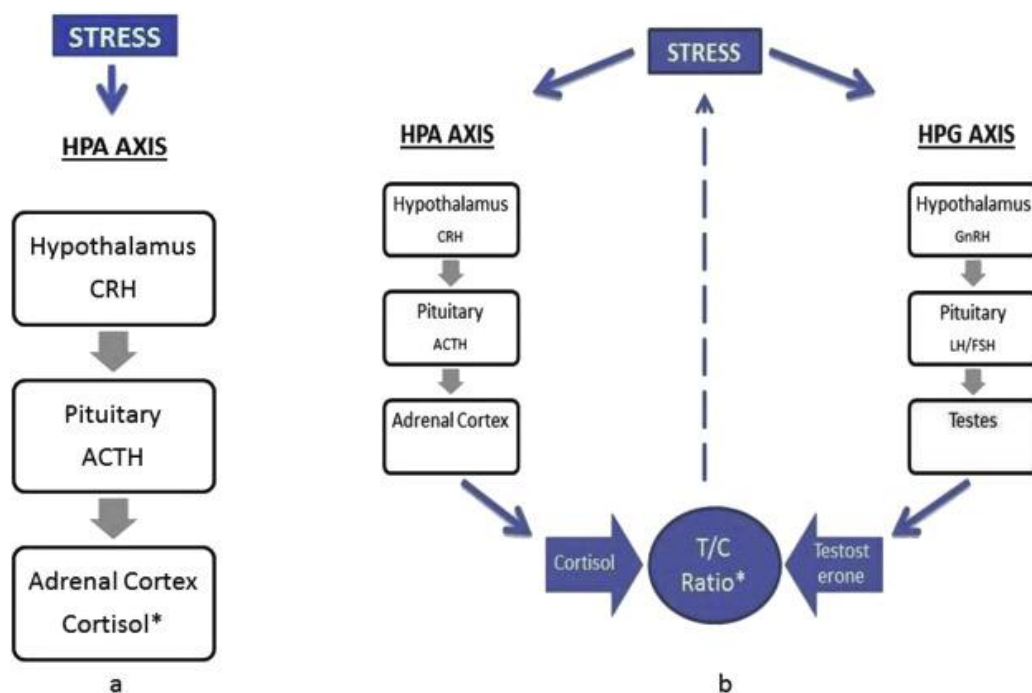 STRESS
HPA AXIS
Hypothalamus
CRH
Pituitary
ACTH
Adrenal Cortex
Cortisol*
a
STRESS
HPA AXIS
Hypothalamus
CRH
Pituitary
ACTH
Adrenal Cortex
HPG AXIS
Hypothalamus
GnRH
Pituitary
LH/FSH
Testes
Cortisol
T/C
Ratio*
Testost
erone
b